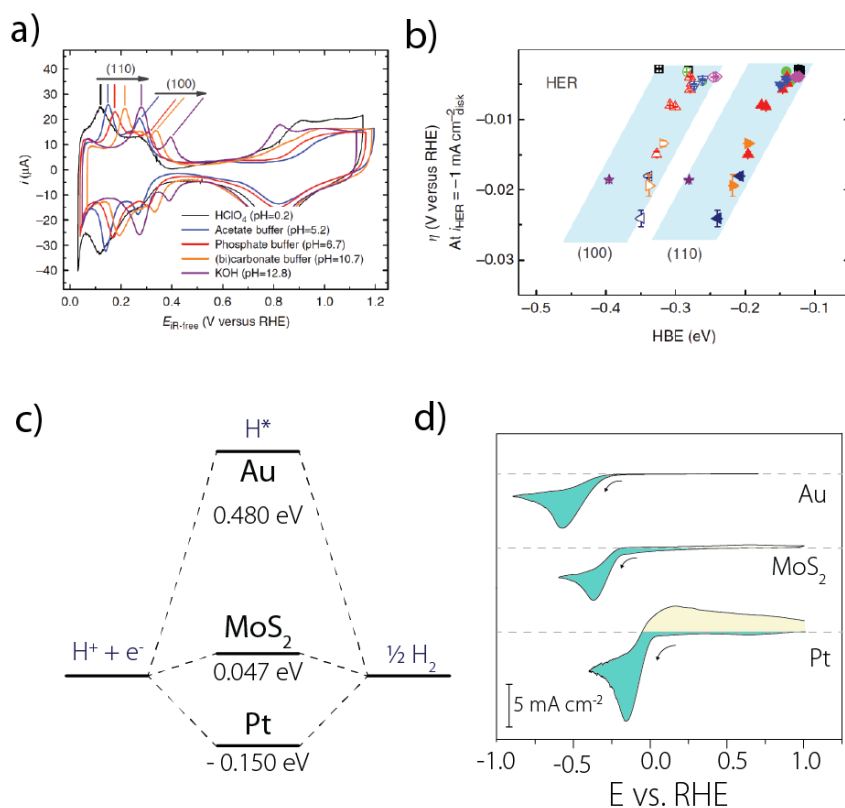 a)
(110)
(100)
50
40
30
20
10
0
−10
−20
−30
−40
i (µA)
HClO4 (pH=0.2)
Acetate buffer (pH=5.2)
Phosphate buffer (pH=6.7)
(bi)carbonate buffer (pH=10.7)
KOH (pH=12.8)
0.0 0.2 0.4 0.6 0.8 1.0 1.2
EiR-free (V versus RHE)
b)
HER
−0.01
−0.02
−0.03
η (V versus RHE)
At iHER = −1 mA cm−2disk
(100)
(110)
−0.5 −0.4 −0.3 −0.2 −0.1
HBE (eV)
c)
H*
Au
0.480 eV
MoS2
H+ + e-
½ H2
0.047 eV
Pt
- 0.150 eV
d)
Au
MoS2
Pt
5 mA cm-2
-1.0 -0.5 0.0 0.5 1.0
E vs. RHE